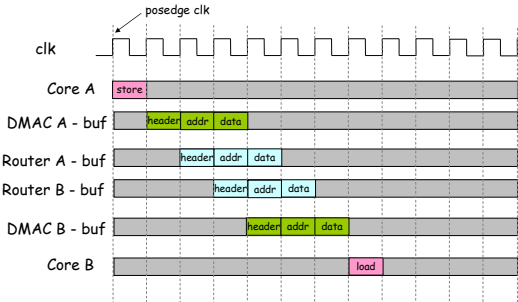 posedge clk
clk
Core A store
DMAC A - buf header addr data
Router A - buf header addr data
Router B - buf header addr data
DMAC B - buf header addr data
Core B load